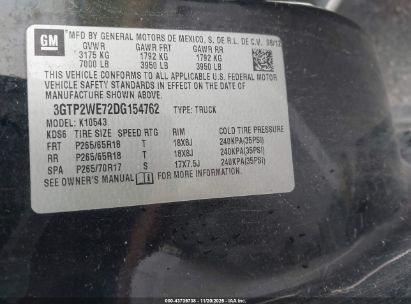 GM
MFD BY GENERAL MOTORS DE MEXICO, S. DE R.L. DE C.V. 08/12
GVWR GAWR FRT GAWR RR
3175 KG 1792 KG 1792 KG
7000 LB 3950 LB 3950 LB
THIS VEHICLE CONFORMS TO ALL APPLICABLE U.S. FEDERAL MOTOR
VEHICLE SAFETY STANDARDS IN EFFECT ON THE DATE OF
MANUFACTURE SHOWN ABOVE.
3GTP2WE72DG154762 TYPE: TRUCK
MODEL: K10543
KDS6 TIRE SIZE SPEED RTG RIM COLD TIRE PRESSURE
FRT P265/65R18 T 18X8J 240KPA(35PSI)
RR P265/65R18 T 18X8J 240KPA(35PSI)
SPA P265/70R17 S 17X7.5J 240KPA(35PSI)
SEE OWNER'S MANUAL FOR MORE INFORMATION.